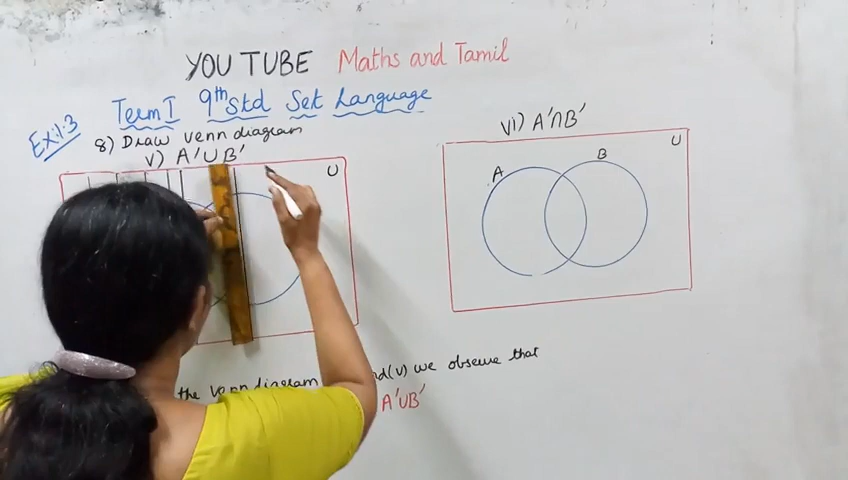 YOU TUBE Maths and Tamil
Term I 9th Std Set Language
Ex:1.3
8) Draw venn diagram
v) A'UB'
U
vi) A'∩B'
U
A
B
the venn diagram nd(v) we observe that
A'UB'